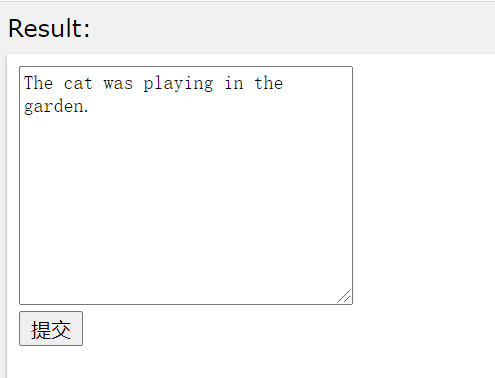 Result:
The cat was playing in the
garden.
提交